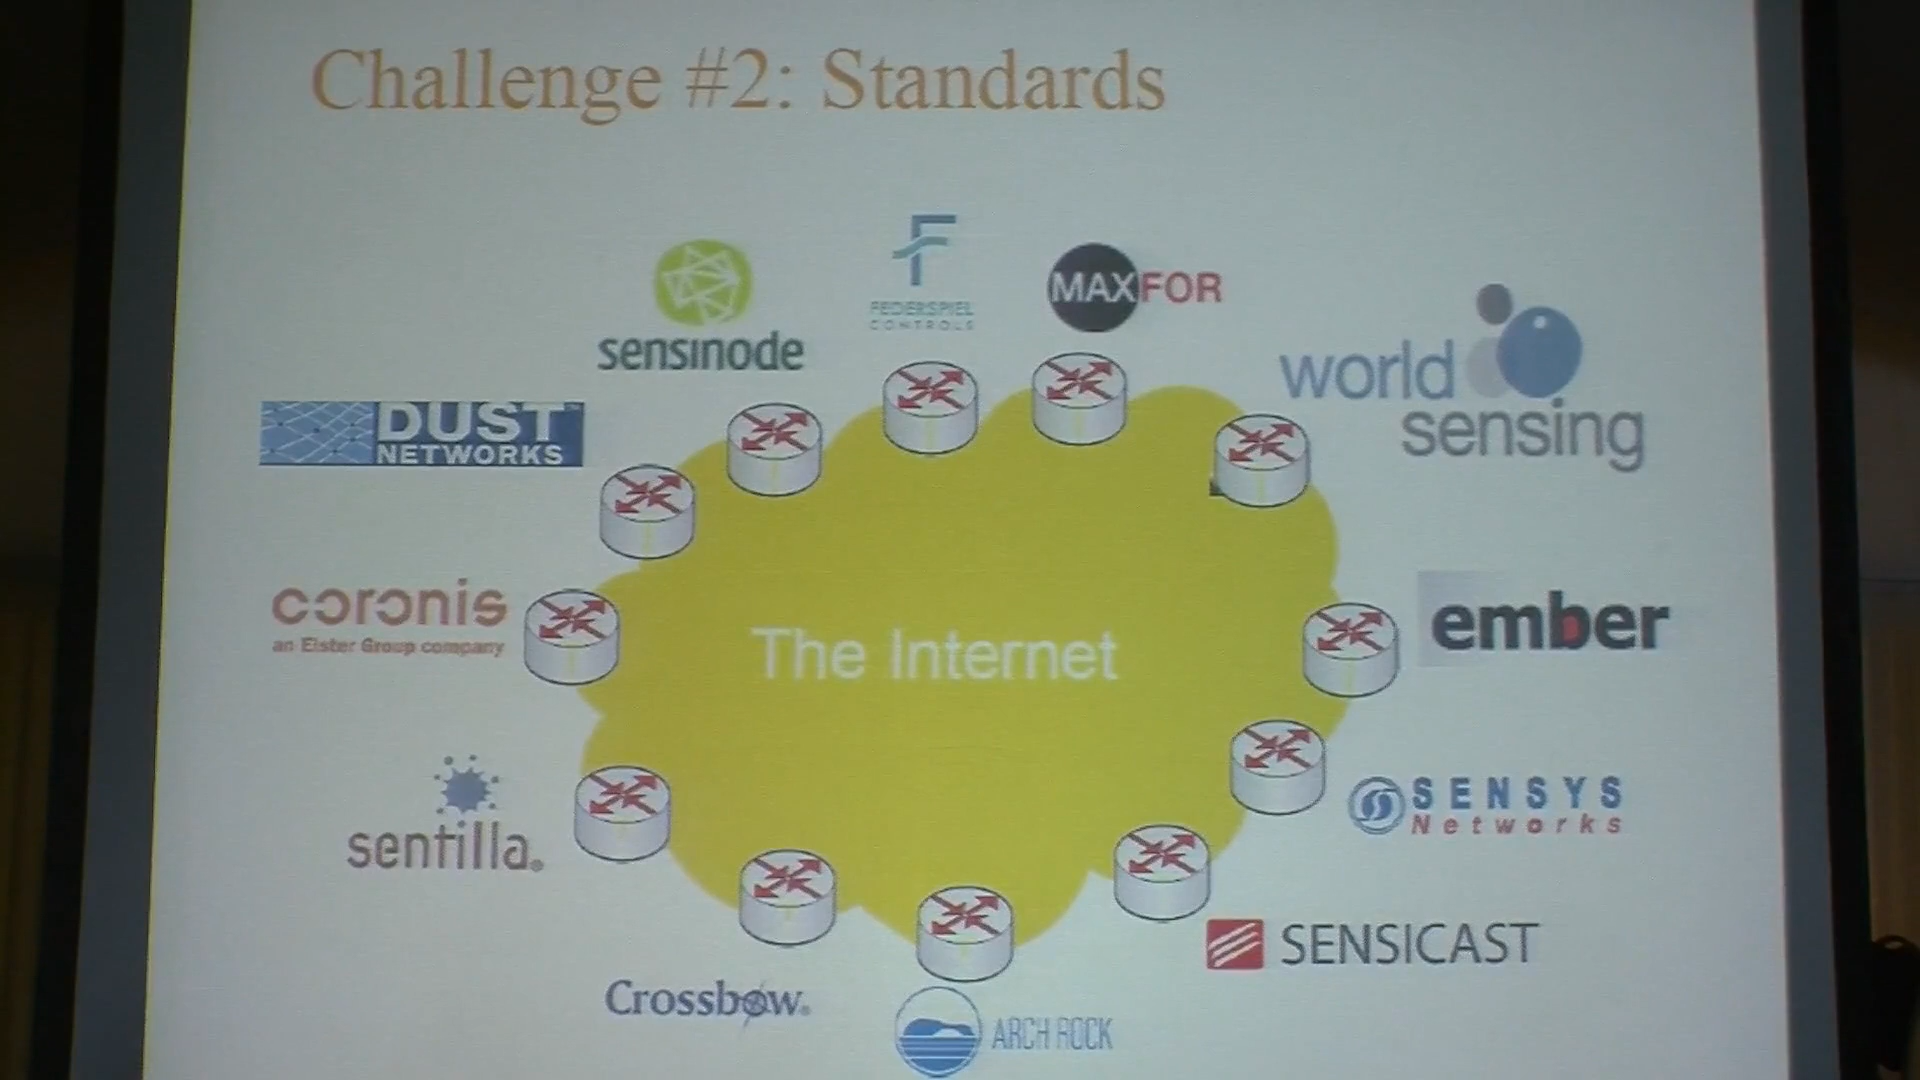 Challenge #2: Standards
sensinode
FEDERSPIEL
CONTROLS
MAXFOR
world
sensing
DUST
NETWORKS
coronis
an Elster Group company
The Internet
ember
sentilla
SENSYS
Networks
SENSICAST
Crossbow
ARCH ROCK